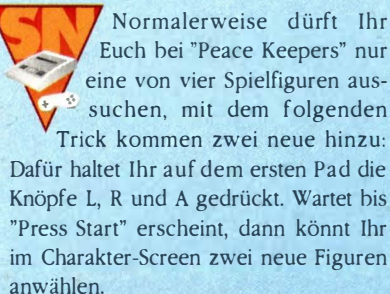 SN
Normalerweise dürft Ihr
Euch bei "Peace Keepers" nur
eine von vier Spielfiguren aus-
suchen, mit dem folgenden
Trick kommen zwei neue hinzu:
Dafür haltet Ihr auf dem ersten Pad die
Knöpfe L, R und A gedrückt. Wartet bis
"Press Start" erscheint, dann könnt Ihr
im Charakter-Screen zwei neue Figuren
anwählen.